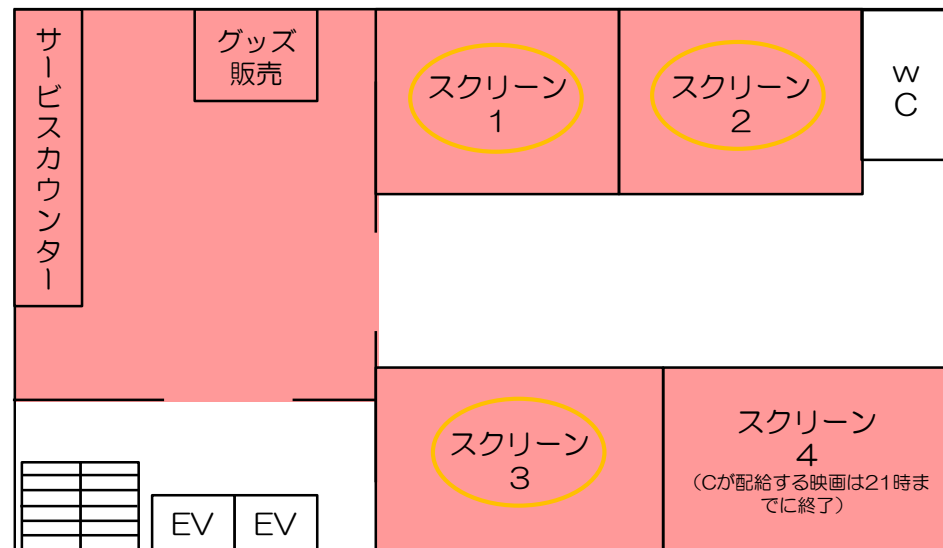 サービスカウンター
グッズ
販売
スクリーン
1
スクリーン
2
W
C
スクリーン
3
スクリーン
4
（Cが配給する映画は21時ま
でに終了）
EV
EV